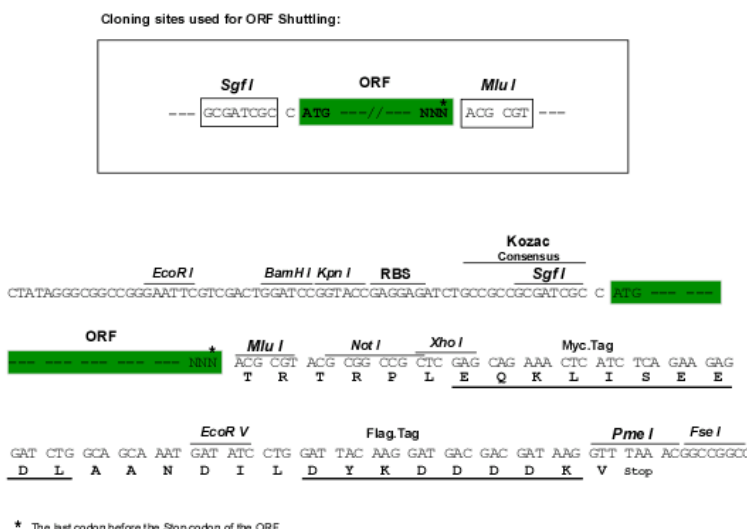 Cloning sites used for ORF Shuttling:
Sgf I ORF Mlu I
--- GCGATCGC C ATG ---//--- NNN* ACG CGT ---
Kozac
Consensus
EcoR I BamH I Kpn I RBS Sgf I
CTATAGGGCGGCCGGGAATTCGTCGACTGGATCCGGTACCGAGGAGATCTGCCGCCGCGATCGC C ATG --- ---
ORF Mlu I Not I Xho I Myc.Tag
--- --- --- --- --- --- NNN* ACG CGT ACG CGG CCG CTC GAG CAG AAA CTC ATC TCA GAA GAG
T R T R P L E Q K L I S E E
EcoR V Flag.Tag Pme I Fse I
GAT CTG GCA GCA AAT GAT ATC CTG GAT TAC AAG GAT GAC GAC GAT AAG GTT TAA ACGGCCGGCC
D L A A N D I L D Y K D D D D K V Stop
* The last codon before the Stop codon of the ORF